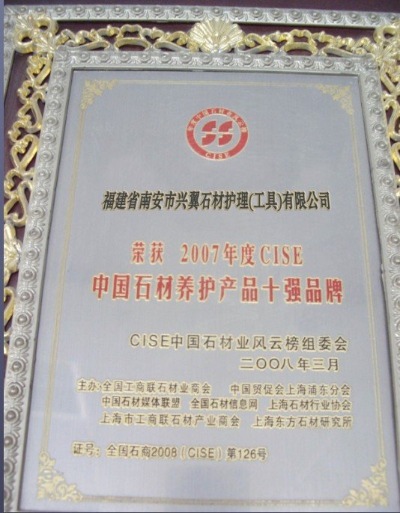 CISE
福建省南安市兴翼石材护理(工具)有限公司
荣获 2007年度CISE
中国石材养护产品十强品牌
CISE中国石材业风云榜组委会
二〇〇八年三月
主办:全国工商联石材业商会 中国贸促会上海浦东分会
中国石材媒体联盟 全国石材信息网 上海石材行业协会
上海市工商联石材产业商会 上海东方石材研究所
证号:全国石商2008(CISE)第126号